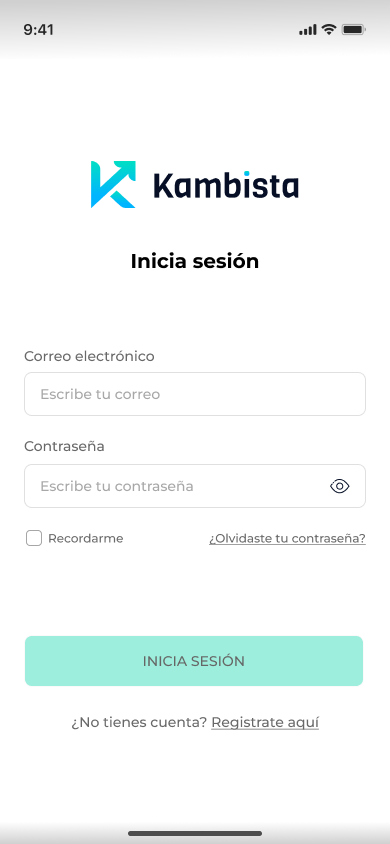 9:41
Kambista
Inicia sesión
Correo electrónico
Escribe tu correo
Contraseña
Escribe tu contraseña
Recordarme ¿Olvidaste tu contraseña?
INICIA SESIÓN
¿No tienes cuenta? Registrate aquí